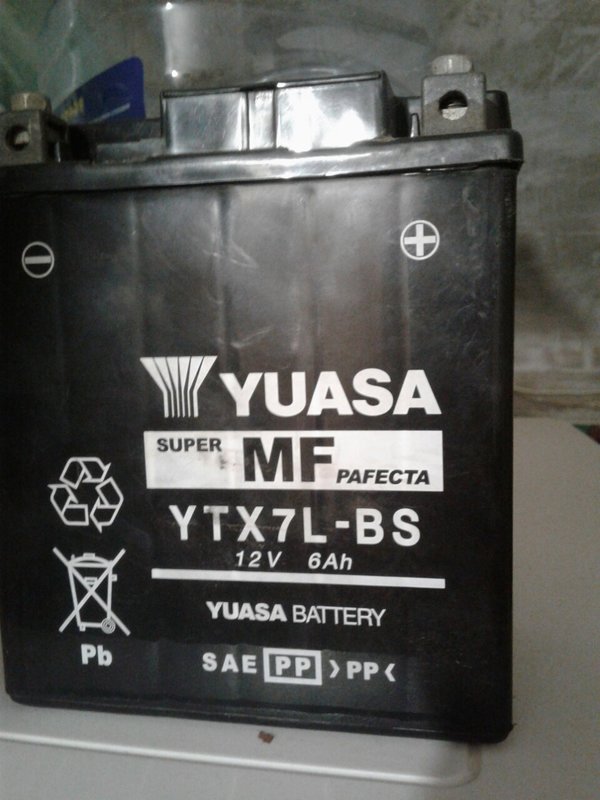 YUASA
SUPER MF PAFECTA
YTX7L-BS
12V 6Ah
YUASA BATTERY
Pb
SAE PP >PP<